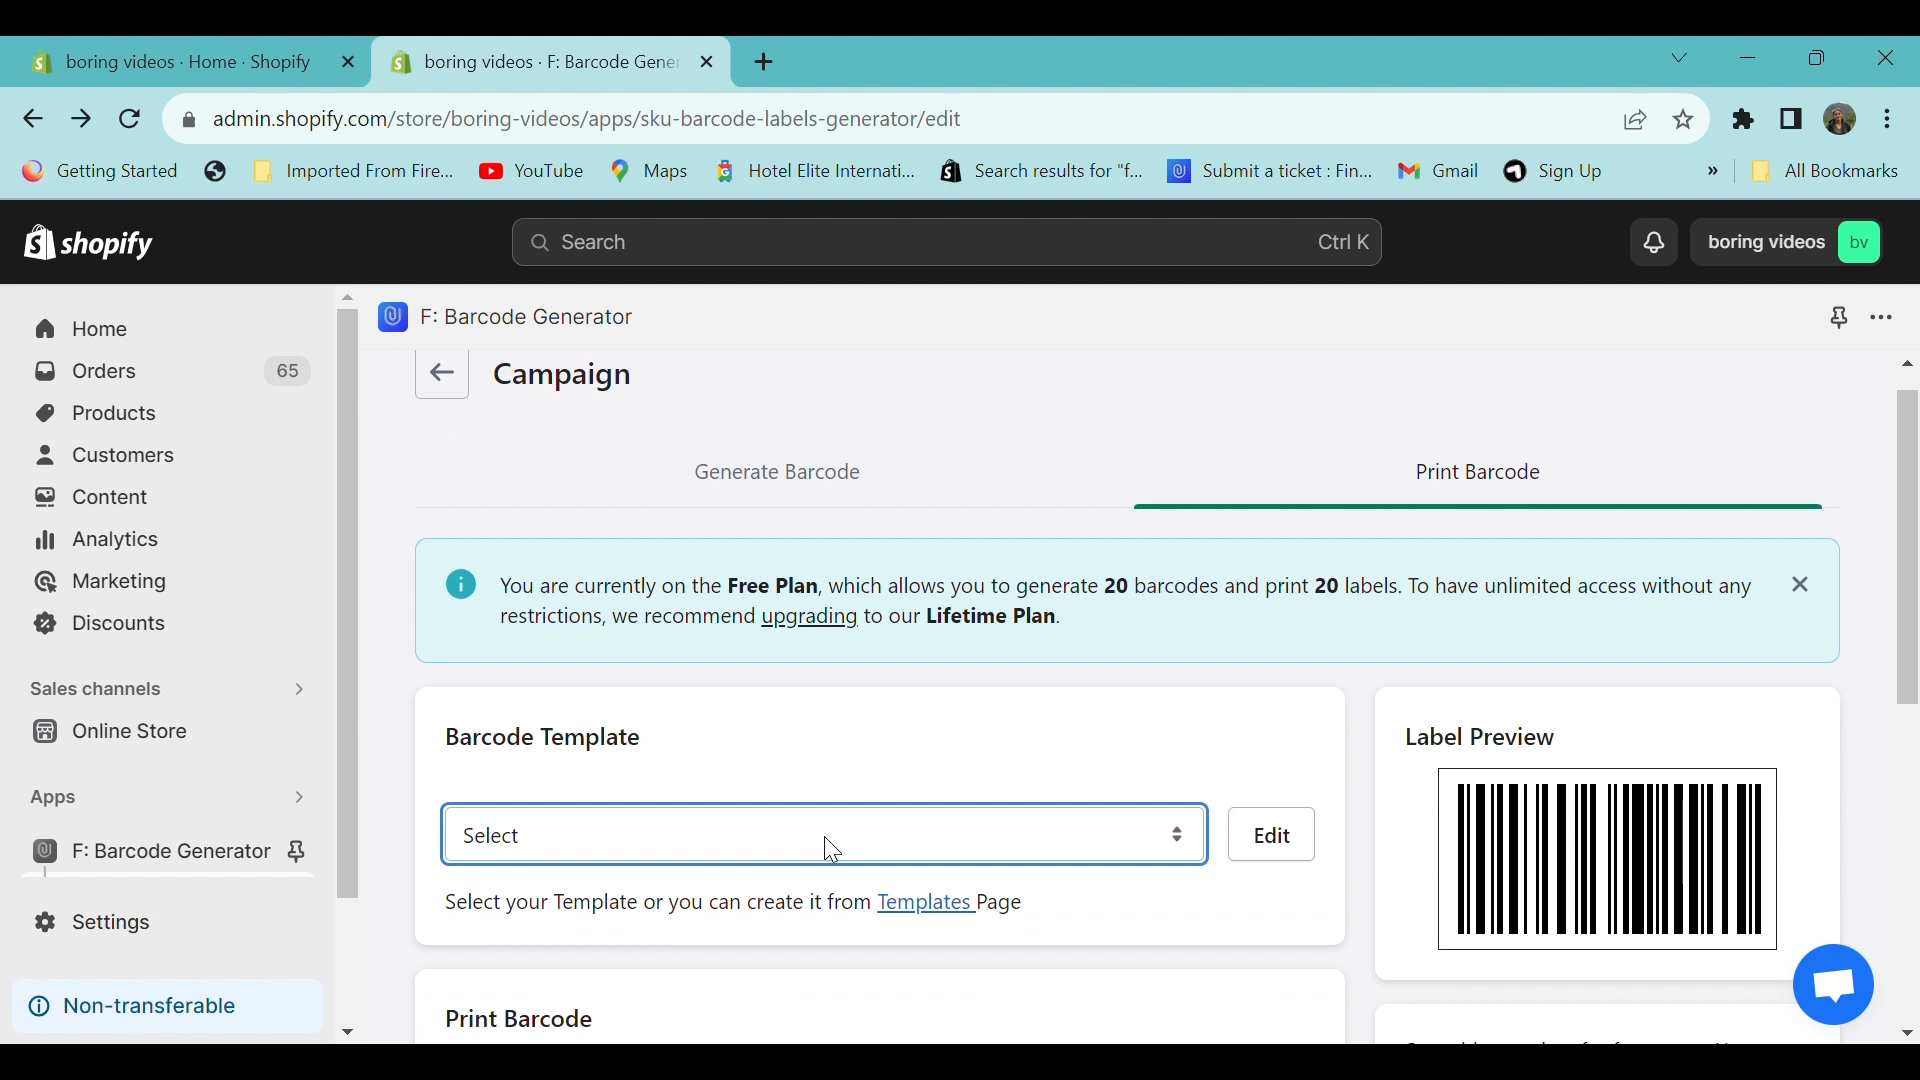 boring videos · Home · Shopify
boring videos · F: Barcode Gener
admin.shopify.com/store/boring-videos/apps/sku-barcode-labels-generator/edit
Getting Started
Imported From Fire...
YouTube
Maps
Hotel Elite Internati...
Search results for "f...
Submit a ticket : Fin...
Gmail
Sign Up
»
All Bookmarks
shopify
Search
Ctrl K
boring videos
bv
Home
Orders
65
Products
Customers
Content
Analytics
Marketing
Discounts
Sales channels
Online Store
Apps
F: Barcode Generator
Settings
Non-transferable
F: Barcode Generator
Campaign
Generate Barcode
Print Barcode
You are currently on the Free Plan, which allows you to generate 20 barcodes and print 20 labels. To have unlimited access without any
restrictions, we recommend upgrading to our Lifetime Plan.
Barcode Template
Select
Edit
Select your Template or you can create it from Templates Page
Label Preview
Print Barcode